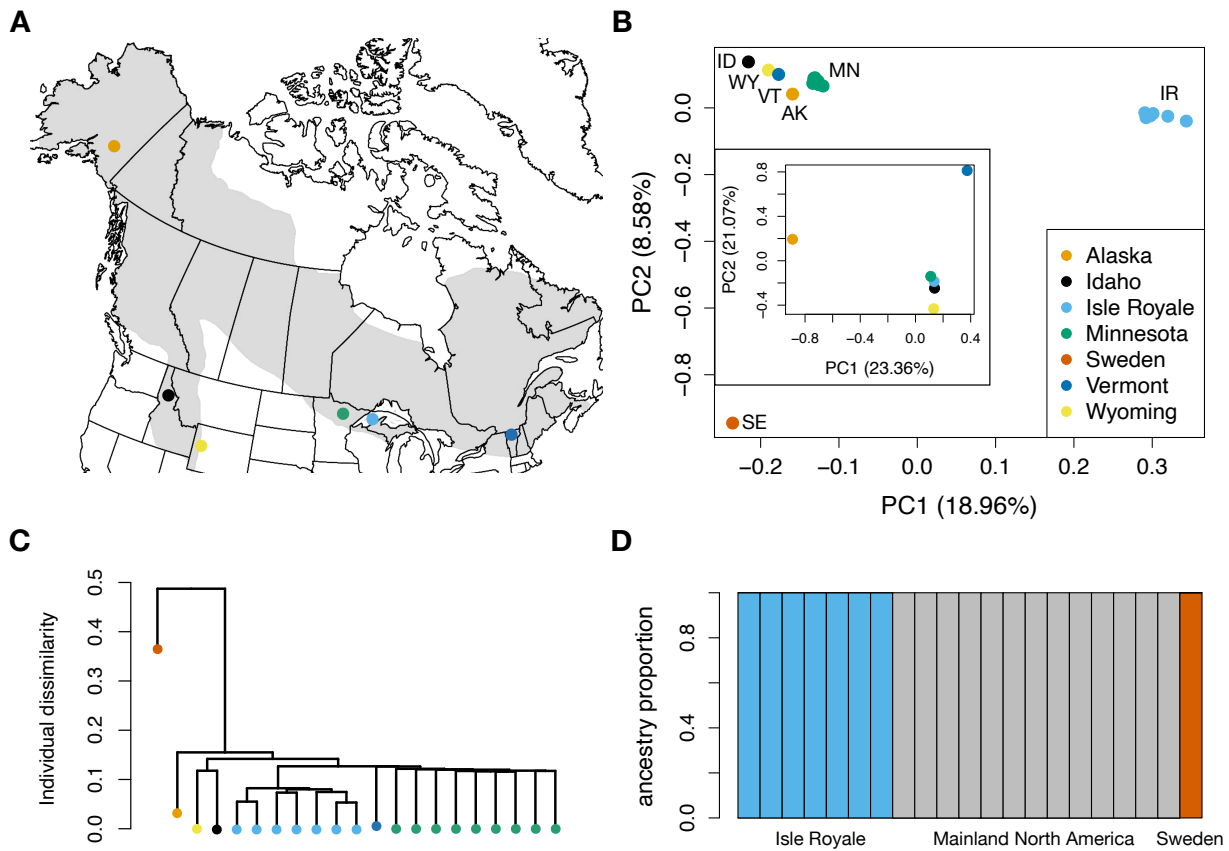 A
B
ID
WY
VT
AK
MN
IR
SE
PC2 (8.58%)
0.0
−0.2
−0.4
−0.6
−0.8
PC2 (21.07%)
0.8
0.4
0.0
−0.4
−0.8
−0.4
0.0
0.4
PC1 (23.36%)
Alaska
Idaho
Isle Royale
Minnesota
Sweden
Vermont
Wyoming
−0.2
−0.1
0.0
0.1
0.2
0.3
PC1 (18.96%)
C
Individual dissimilarity
0.5
0.4
0.3
0.2
0.1
0.0
D
ancestry proportion
0.8
0.4
0.0
Isle Royale
Mainland North America
Sweden